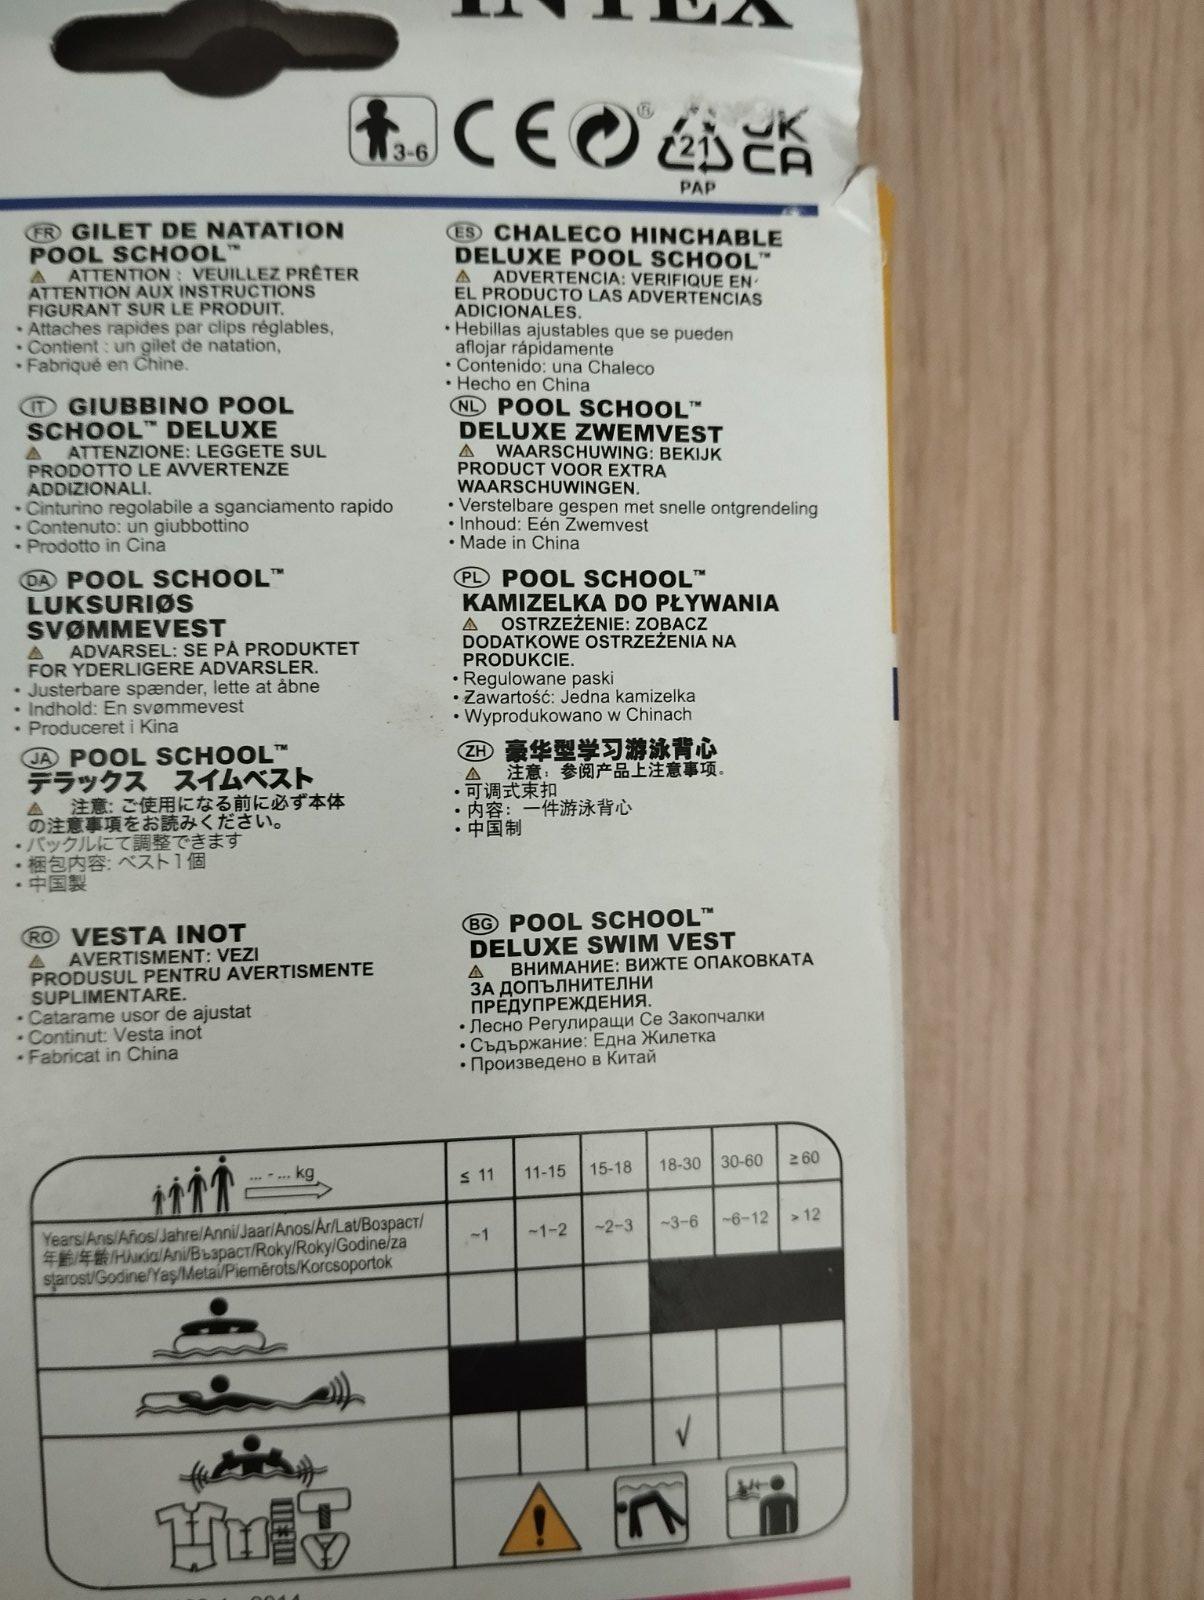 INTEX
3-6
CE
21
PAP
UK
CA
FR GILET DE NATATION
POOL SCHOOL™
ATTENTION : VEUILLEZ PRÊTER
ATTENTION AUX INSTRUCTIONS
FIGURANT SUR LE PRODUIT.
• Attaches rapides par clips réglables,
• Contient : un gilet de natation,
• Fabriqué en Chine.
IT GIUBBINO POOL
SCHOOL™ DELUXE
ATTENZIONE: LEGGETE SUL
PRODOTTO LE AVVERTENZE
ADDIZIONALI.
• Cinturino regolabile a sganciamento rapido
• Contenuto: un giubbottino
• Prodotto in Cina
DA POOL SCHOOL™
LUKSURIØS
SVØMMEVEST
ADVARSEL: SE PÅ PRODUKTET
FOR YDERLIGERE ADVARSLER.
• Justerbare spænder, lette at åbne
• Indhold: En svømmevest
• Produceret i Kina
JA POOL SCHOOL™
デラックス スイムベスト
注意: ご使用になる前に必ず本体
の注意事項をお読みください。
• バックルにて調整できます
• 梱包内容: ベスト1個
• 中国製
RO VESTA INOT
AVERTISMENT: VEZI
PRODUSUL PENTRU AVERTISMENTE
SUPLIMENTARE.
• Catarame usor de ajustat
• Continut: Vesta inot
• Fabricat in China
ES CHALECO HINCHABLE
DELUXE POOL SCHOOL™
ADVERTENCIA: VERIFIQUE EN
EL PRODUCTO LAS ADVERTENCIAS
ADICIONALES.
• Hebillas ajustables que se pueden
aflojar rápidamente
• Contenido: una Chaleco
• Hecho en China
NL POOL SCHOOL™
DELUXE ZWEMVEST
WAARSCHUWING: BEKIJK
PRODUCT VOOR EXTRA
WAARSCHUWINGEN.
• Verstelbare gespen met snelle ontgrendeling
• Inhoud: Eén Zwemvest
• Made in China
PL POOL SCHOOL™
KAMIZELKA DO PŁYWANIA
OSTRZEŻENIE: ZOBACZ
DODATKOWE OSTRZEŻENIA NA
PRODUKCIE.
• Regulowane paski
• Zawartość: Jedna kamizelka
• Wyprodukowano w Chinach
ZH 豪华型学习游泳背心
注意：参阅产品上注意事项。
• 可调式束扣
• 内容：一件游泳背心
• 中国制
BG POOL SCHOOL™
DELUXE SWIM VEST
ВНИМАНИЕ: ВИЖТЕ ОПАКОВКАТА
ЗА ДОПЪЛНИТЕЛНИ
ПРЕДУПРЕЖДЕНИЯ.
• Лесно Регулиращи Се Закопчалки
• Съдържание: Една Жилетка
• Произведено в Китай
... - ... kg ≤ 11 11-15 15-18 18-30 30-60 ≥ 60
Years/Ans/Años/Jahre/Anni/Jaar/Anos/År/Lat/Возраст/
年齡/年龄/Ηλικία/Ani/Възраст/Roky/Roky/Godine/za
starost/Godine/Yaş/Metai/Piemērots/Korcsoportok
~1 ~1-2 ~2-3 ~3-6 ~6-12 > 12
√